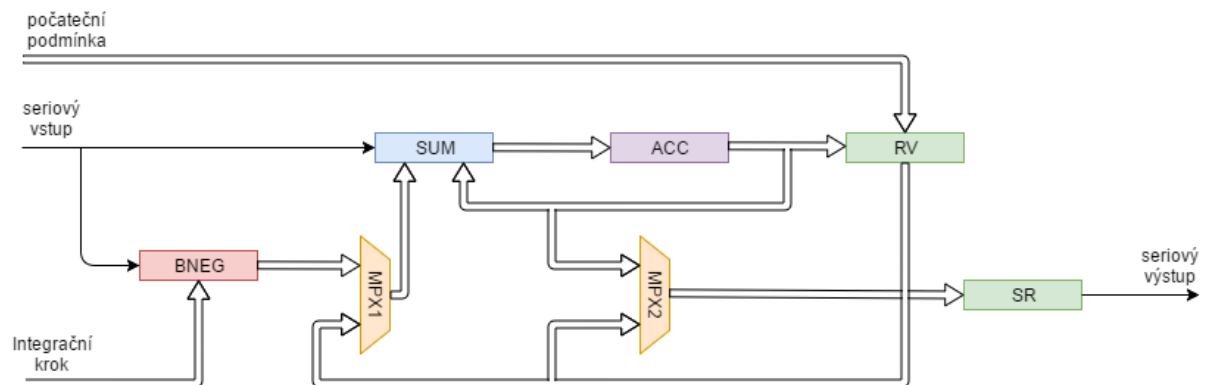 počateční
podmínka
seriový
vstup
SUM
ACC
RV
BNEG
MPX1
MPX2
SR
seriový
výstup
Integrační
krok